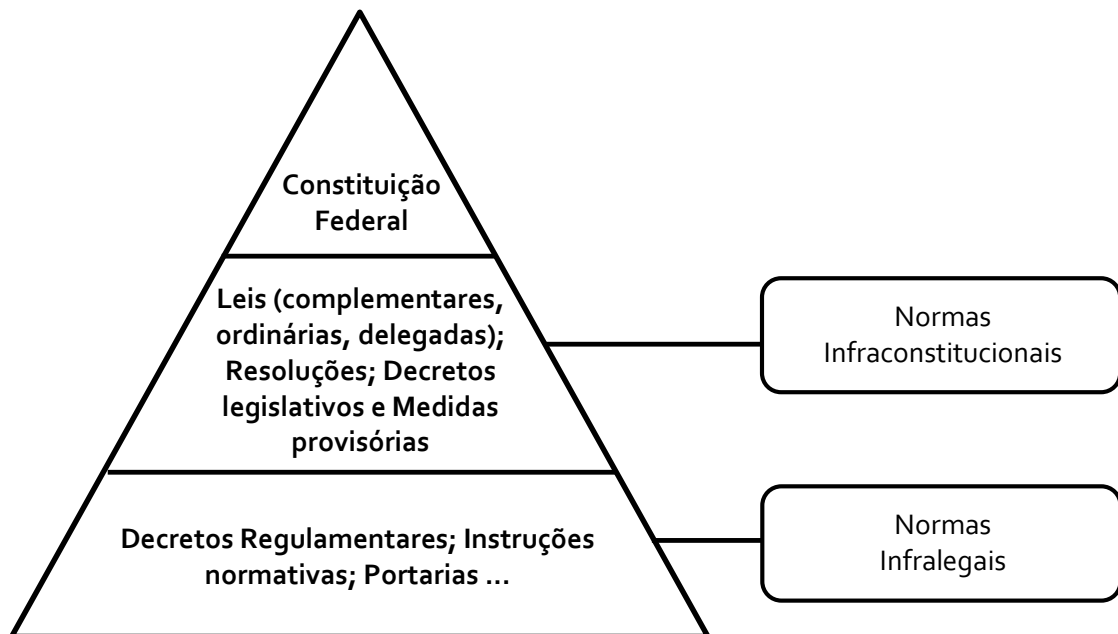 Constituição
Federal
Leis (complementares,
ordinárias, delegadas);
Resoluções; Decretos
legislativos e Medidas
provisórias
Normas
Infraconstitucionais
Decretos Regulamentares; Instruções
normativas; Portarias ...
Normas
Infralegais